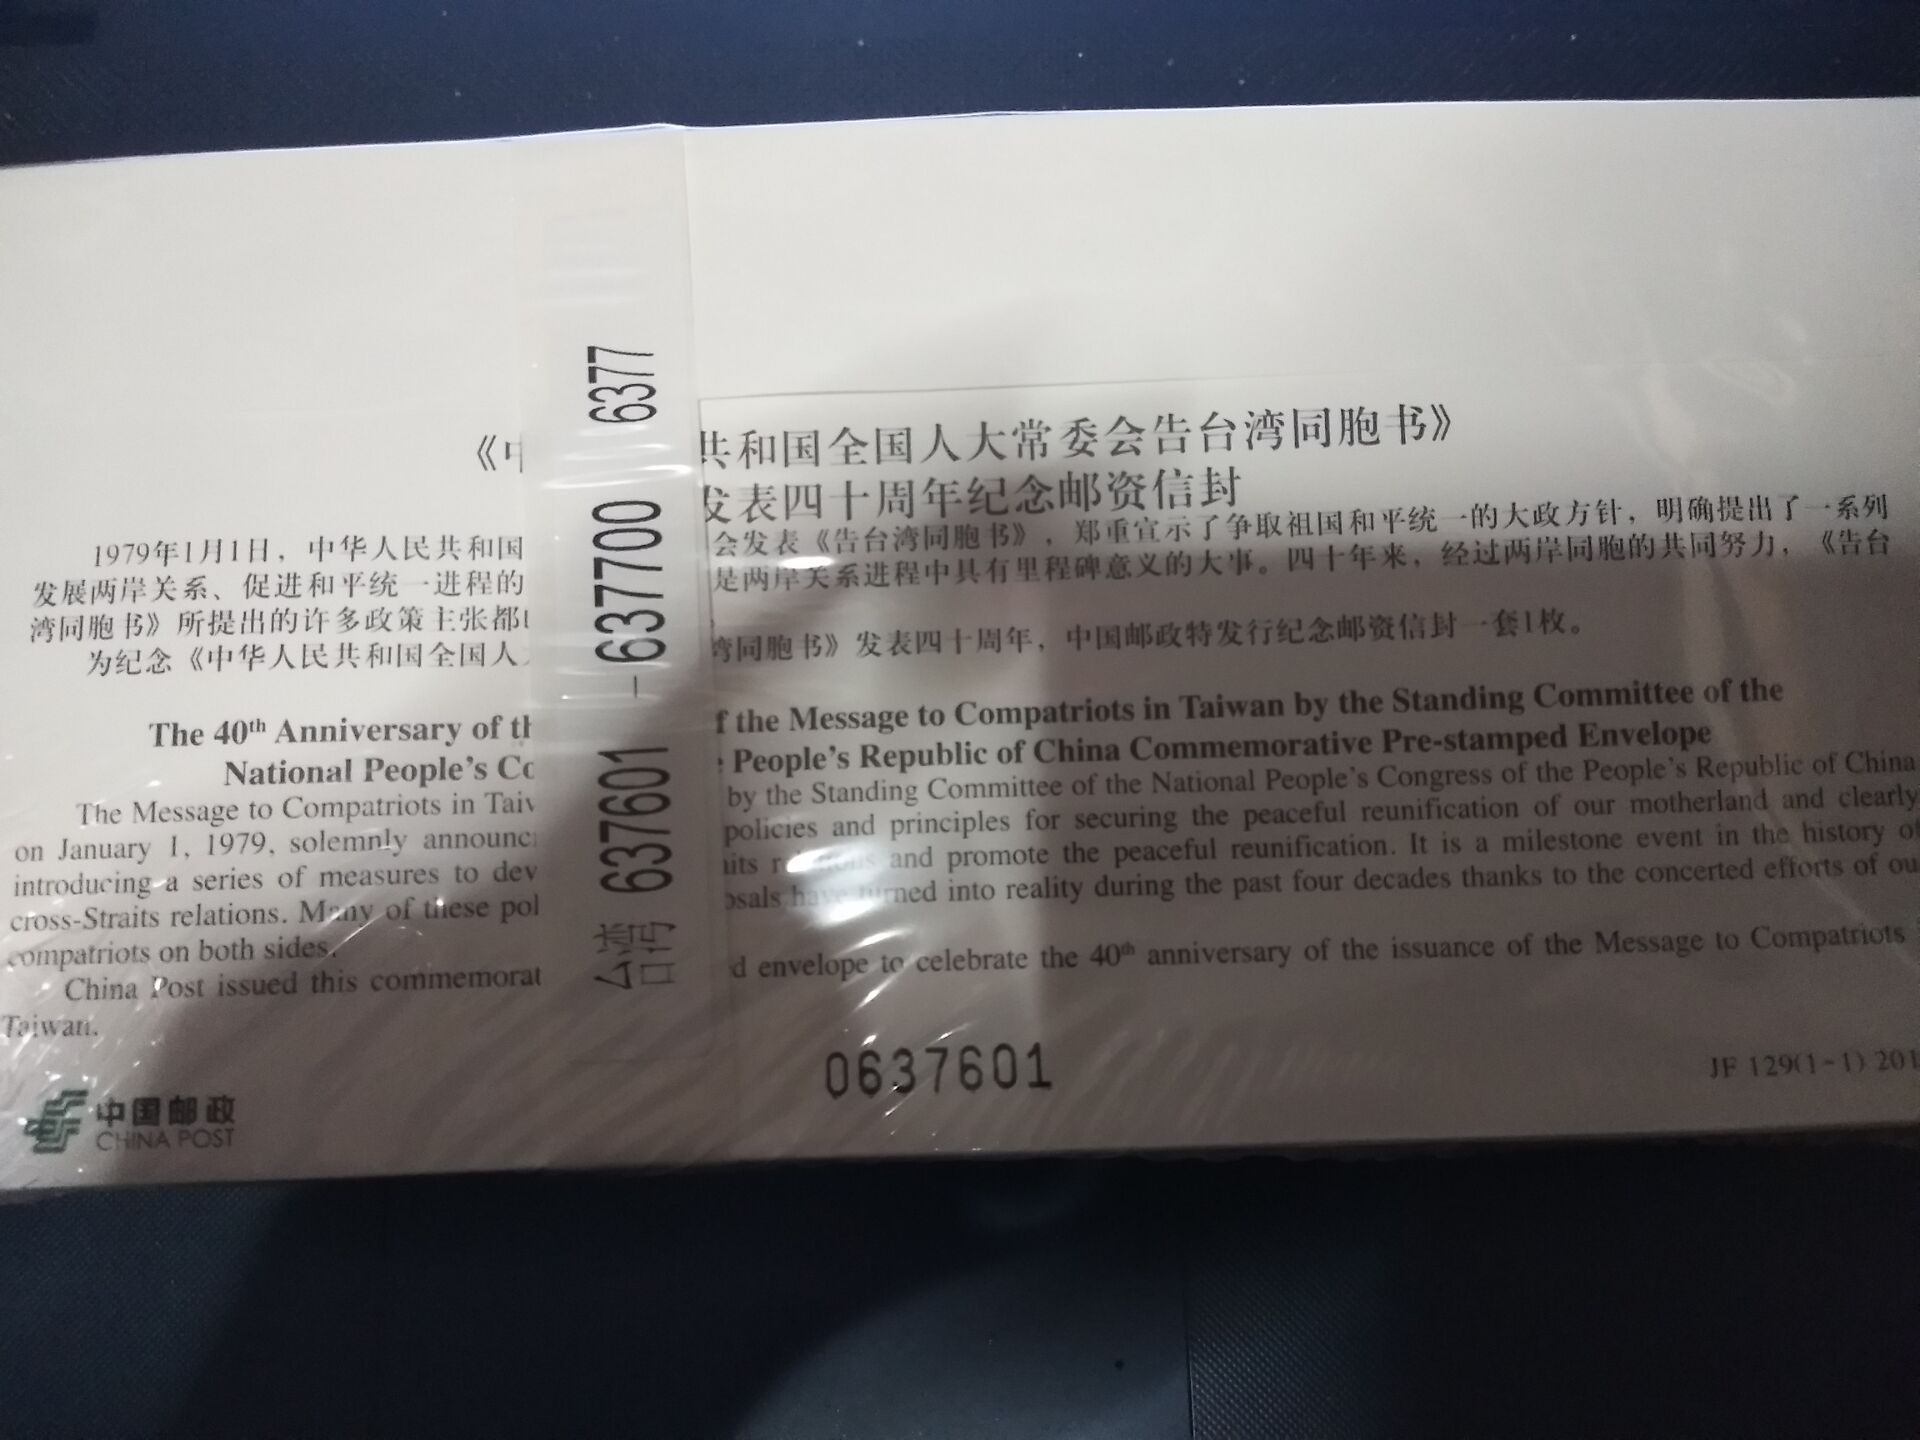 《中 共和国全国人大常委会告台湾同胞书》
发表四十周年纪念邮资信封
1979年1月1日，中华人民共和国 会发表《告台湾同胞书》，郑重宣示了争取祖国和平统一的大政方针，明确提出了一系列
发展两岸关系、促进和平统一进程的 是两岸关系进程中具有里程碑意义的大事。四十年来，经过两岸同胞的共同努力，《告台
湾同胞书》所提出的许多政策主张都
为纪念《中华人民共和国全国人 湾同胞书》发表四十周年，中国邮政特发行纪念邮资信封一套1枚。
The 40th Anniversary of th f the Message to Compatriots in Taiwan by the Standing Committee of the
National People's Co People's Republic of China Commemorative Pre-stamped Envelope
The Message to Compatriots in Taiw by the Standing Committee of the National People's Congress of the People's Republic of China
on January 1, 1979, solemnly announc policies and principles for securing the peaceful reunification of our motherland and clearly
introducing a series of measures to dev aits relations and promote the peaceful reunification. It is a milestone event in the history of
cross-Straits relations. Many of these pol osals have turned into reality during the past four decades thanks to the concerted efforts of ou
compatriots on both sides.
China Post issued this commemorat d envelope to celebrate the 40th anniversary of the issuance of the Message to Compatriots
Taiwan.
637601 -637700 6377
0637601
JF 129(1-1) 201
中国邮政
CHINA POST